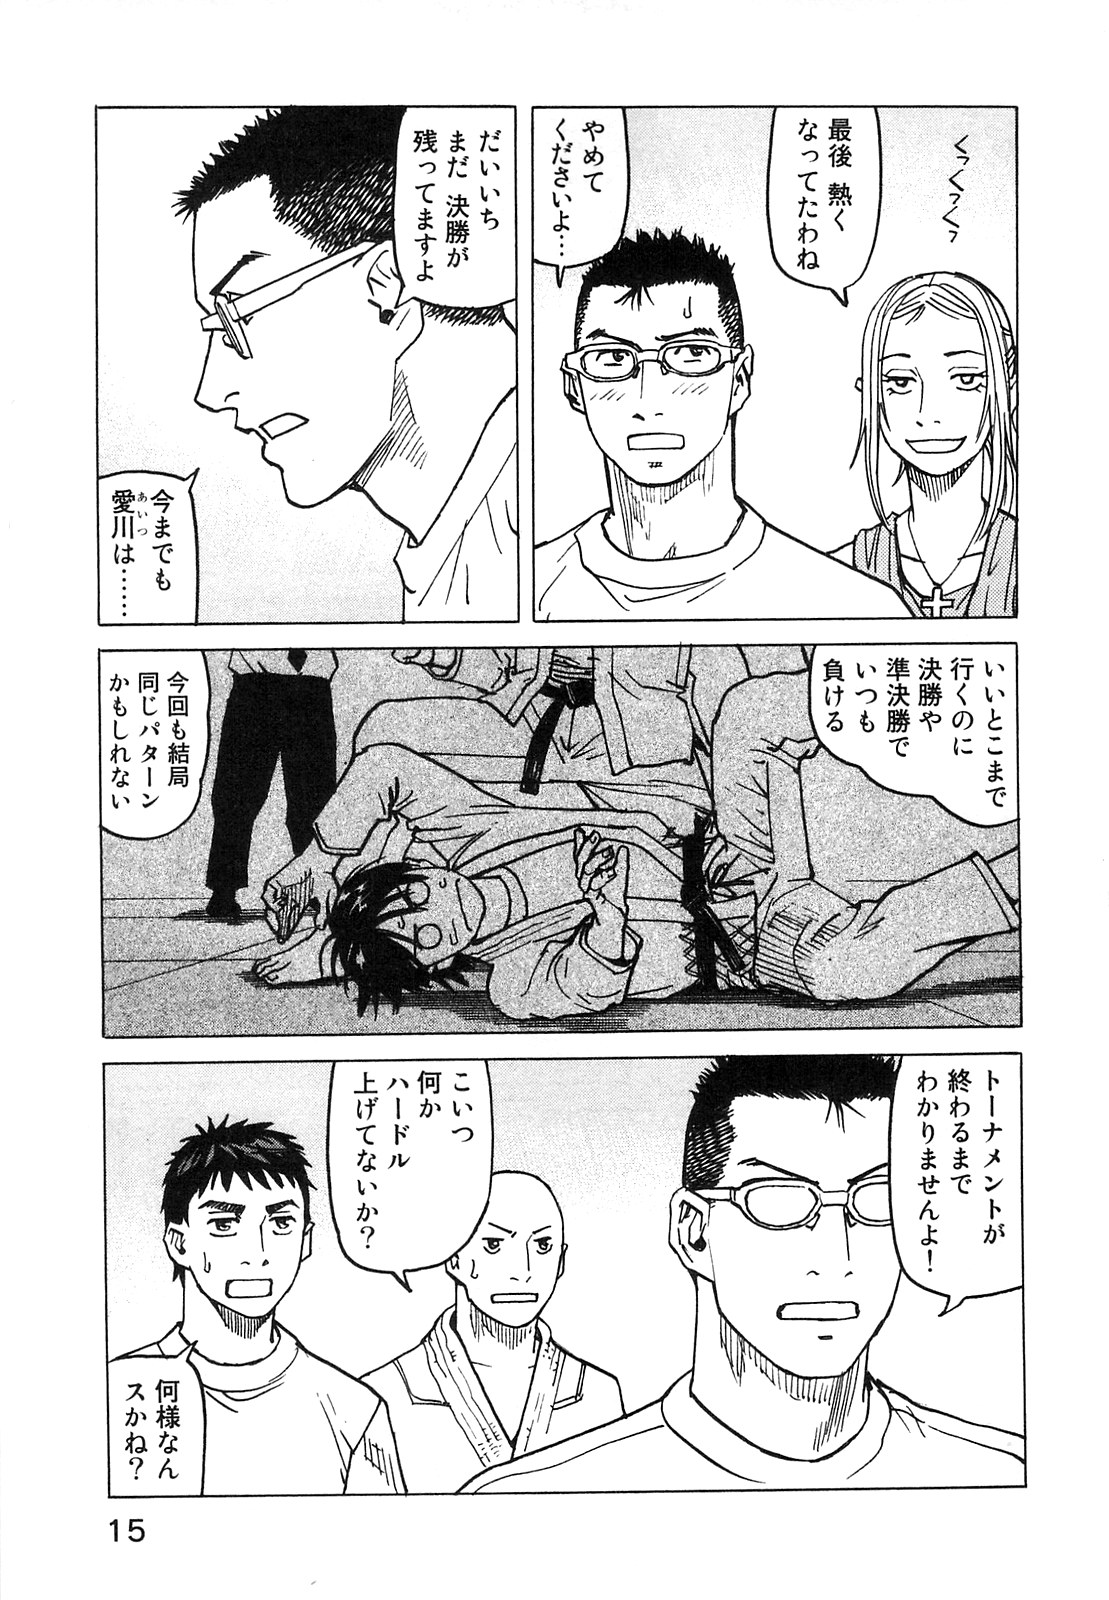 くっくっくっ
最後 熱く
なってたわね
やめて
くださいよ…
だいいち
まだ 決勝が
残ってますよ
今までも
愛川は……
あいつ
いいとこまで
行くのに
決勝や
準決勝で
いつも
負ける
今回も結局
同じパターン
かもしれない
トーナメントが
終わるまで
わかりませんよ！
こいつ
何か
ハードル
上げてないか？
何様なん
スかね？
15